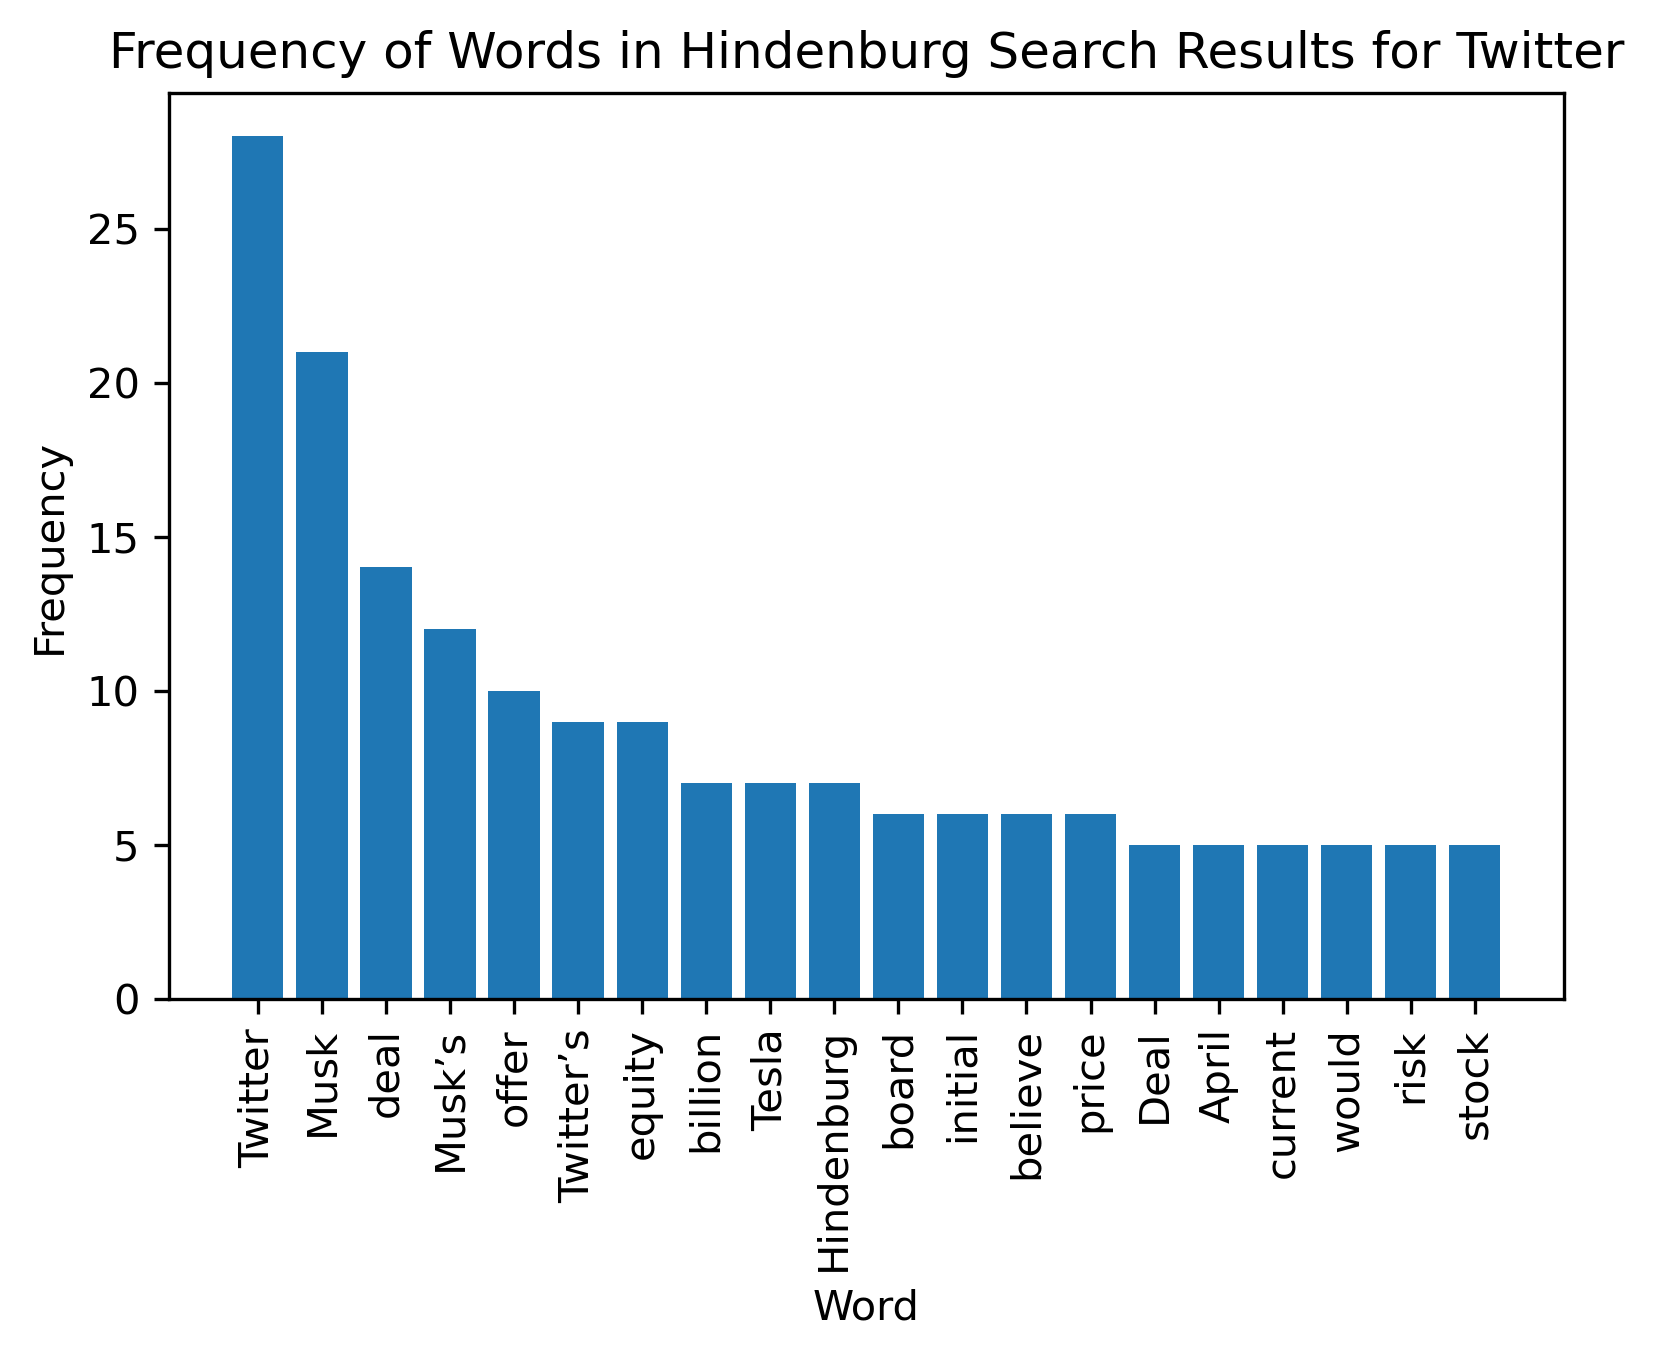 Frequency of Words in Hindenburg Search Results for Twitter
Frequency
25
20
15
10
5
0
Twitter
Musk
deal
Musk’s
offer
Twitter’s
equity
billion
Tesla
Hindenburg
board
initial
believe
price
Deal
April
current
would
risk
stock
Word